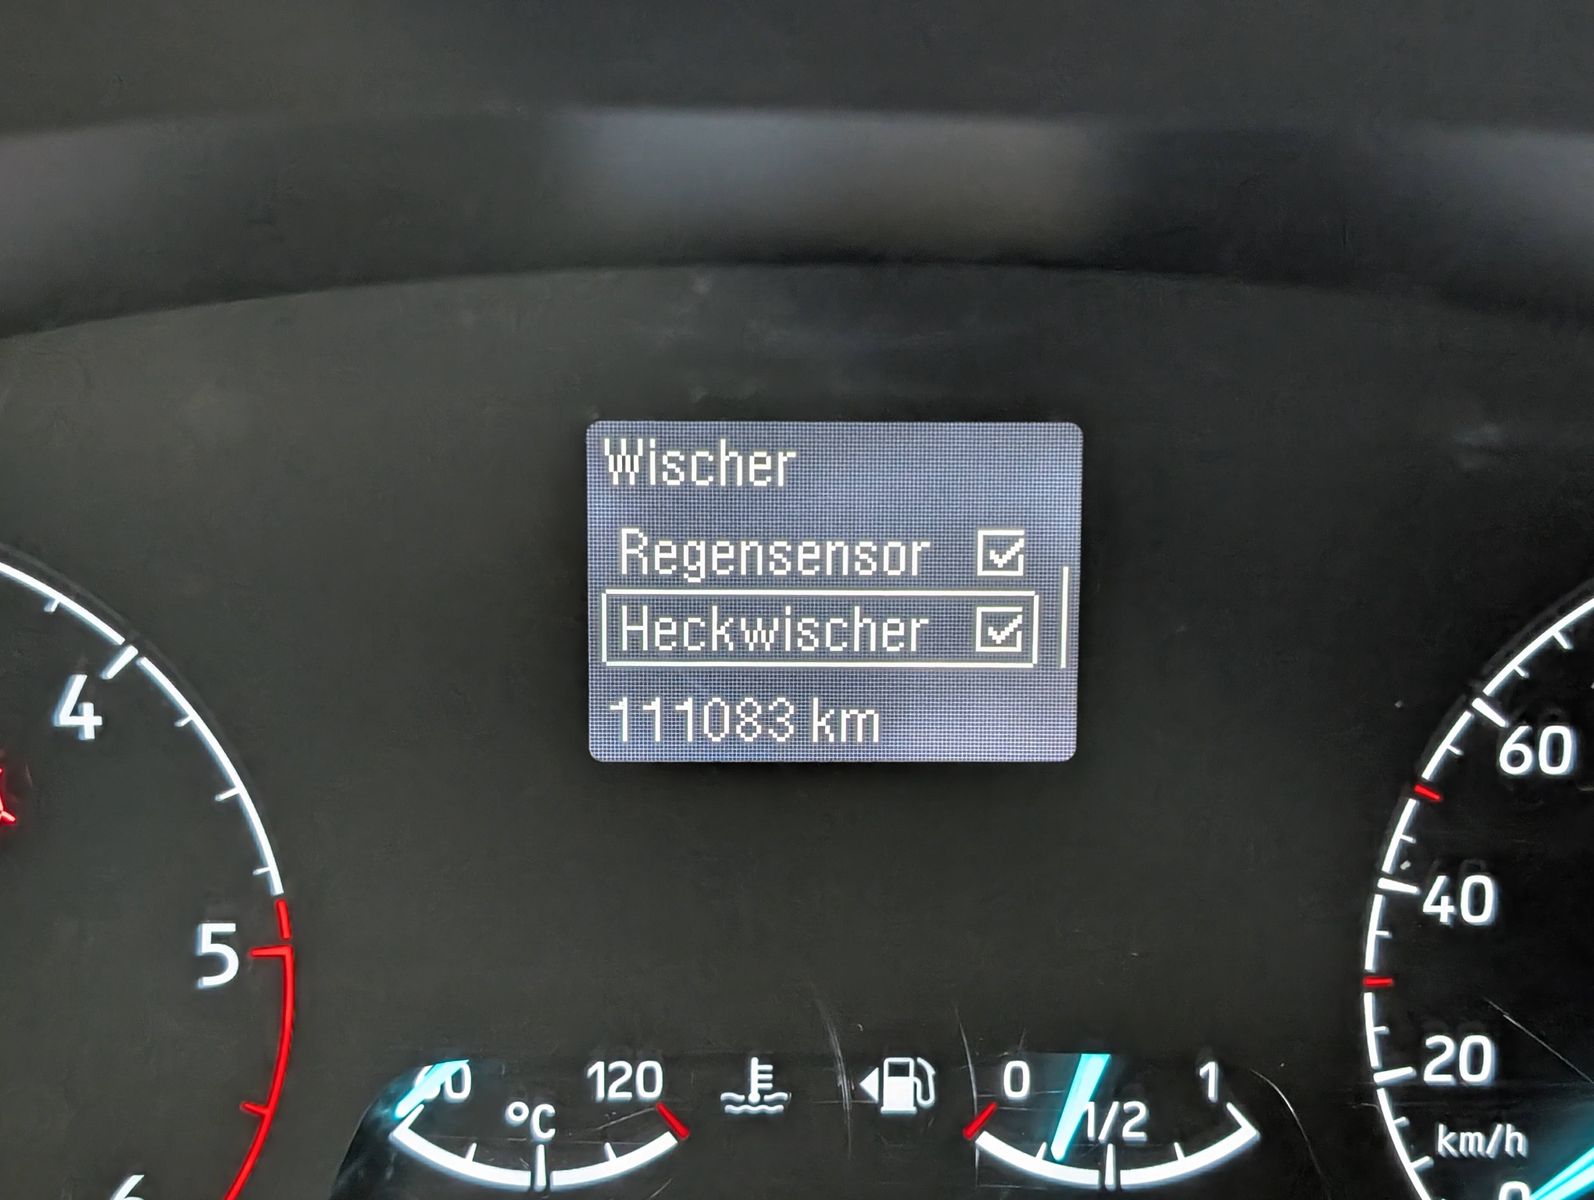 Wischer
Regensensor
Heckwischer
111083 km
4
5
60
40
20
km/h
120
°C
0
1/2
1